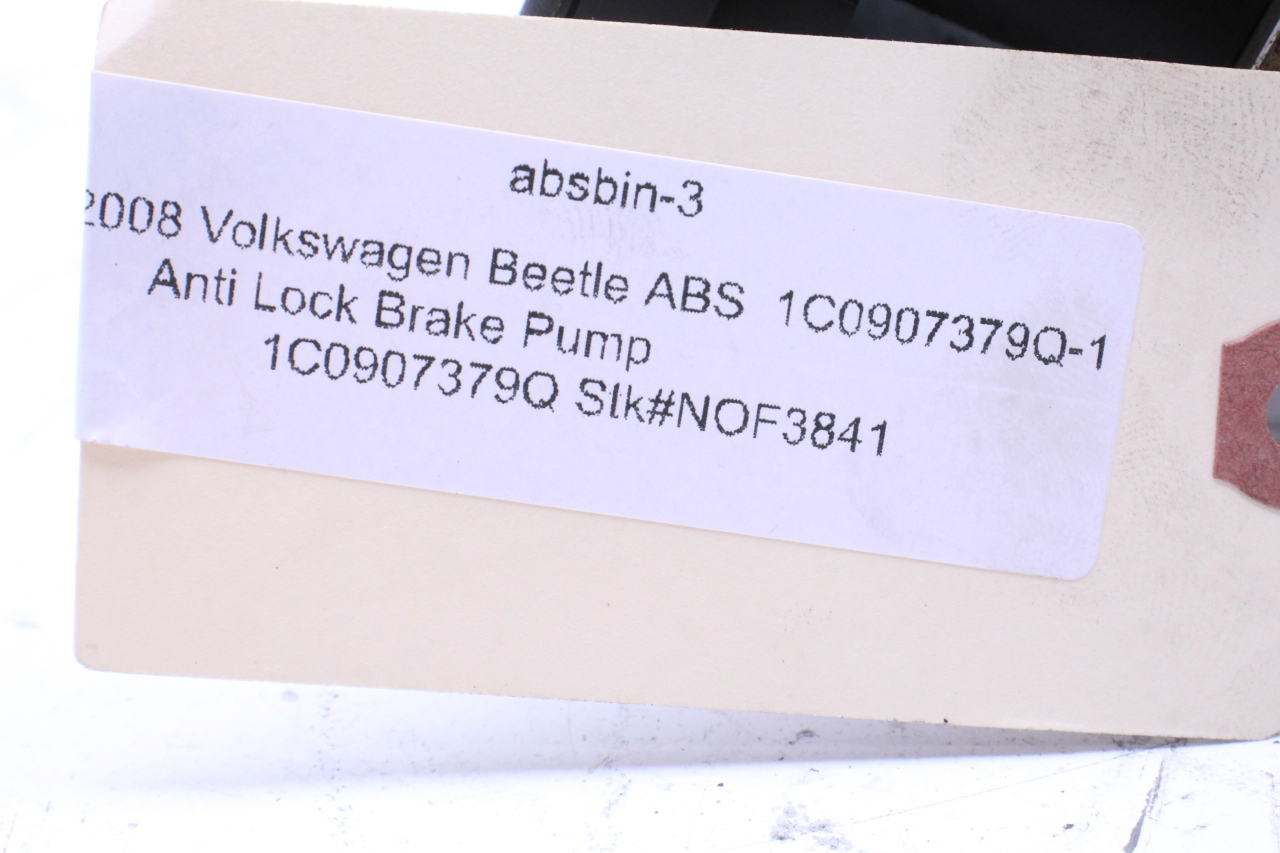 absbin-3
2008 Volkswagen Beetle ABS 1C0907379Q-1
Anti Lock Brake Pump
1C0907379Q Stk#NOF3841